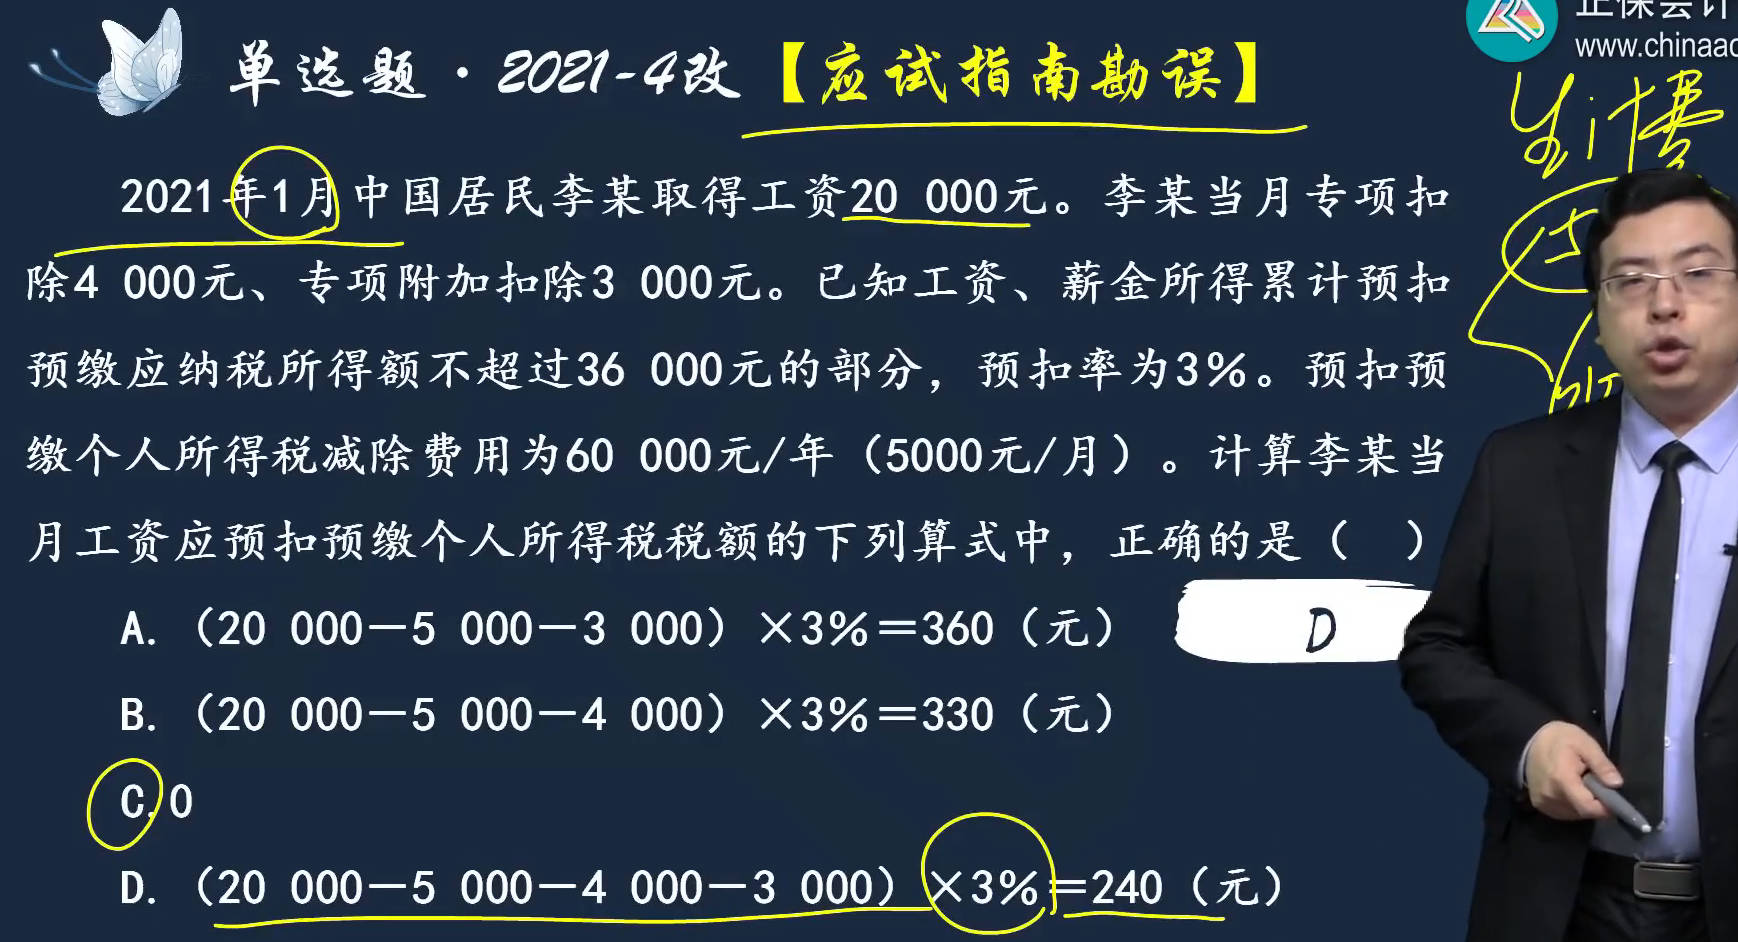 正保会计
www.chinaac
单选题·2021-4改【应试指南勘误】
2021年1月中国居民李某取得工资20 000元。李某当月专项扣
除4 000元、专项附加扣除3 000元。已知工资、薪金所得累计预扣
预缴应纳税所得额不超过36 000元的部分，预扣率为3%。预扣预
缴个人所得税减除费用为60 000元/年（5000元/月）。计算李某当
月工资应预扣预缴个人所得税税额的下列算式中，正确的是（ ）
A.（20 000－5 000－3 000）×3%＝360（元）
D
B.（20 000－5 000－4 000）×3%＝330（元）
C.0
D.（20 000－5 000－4 000－3 000）×3%＝240（元）